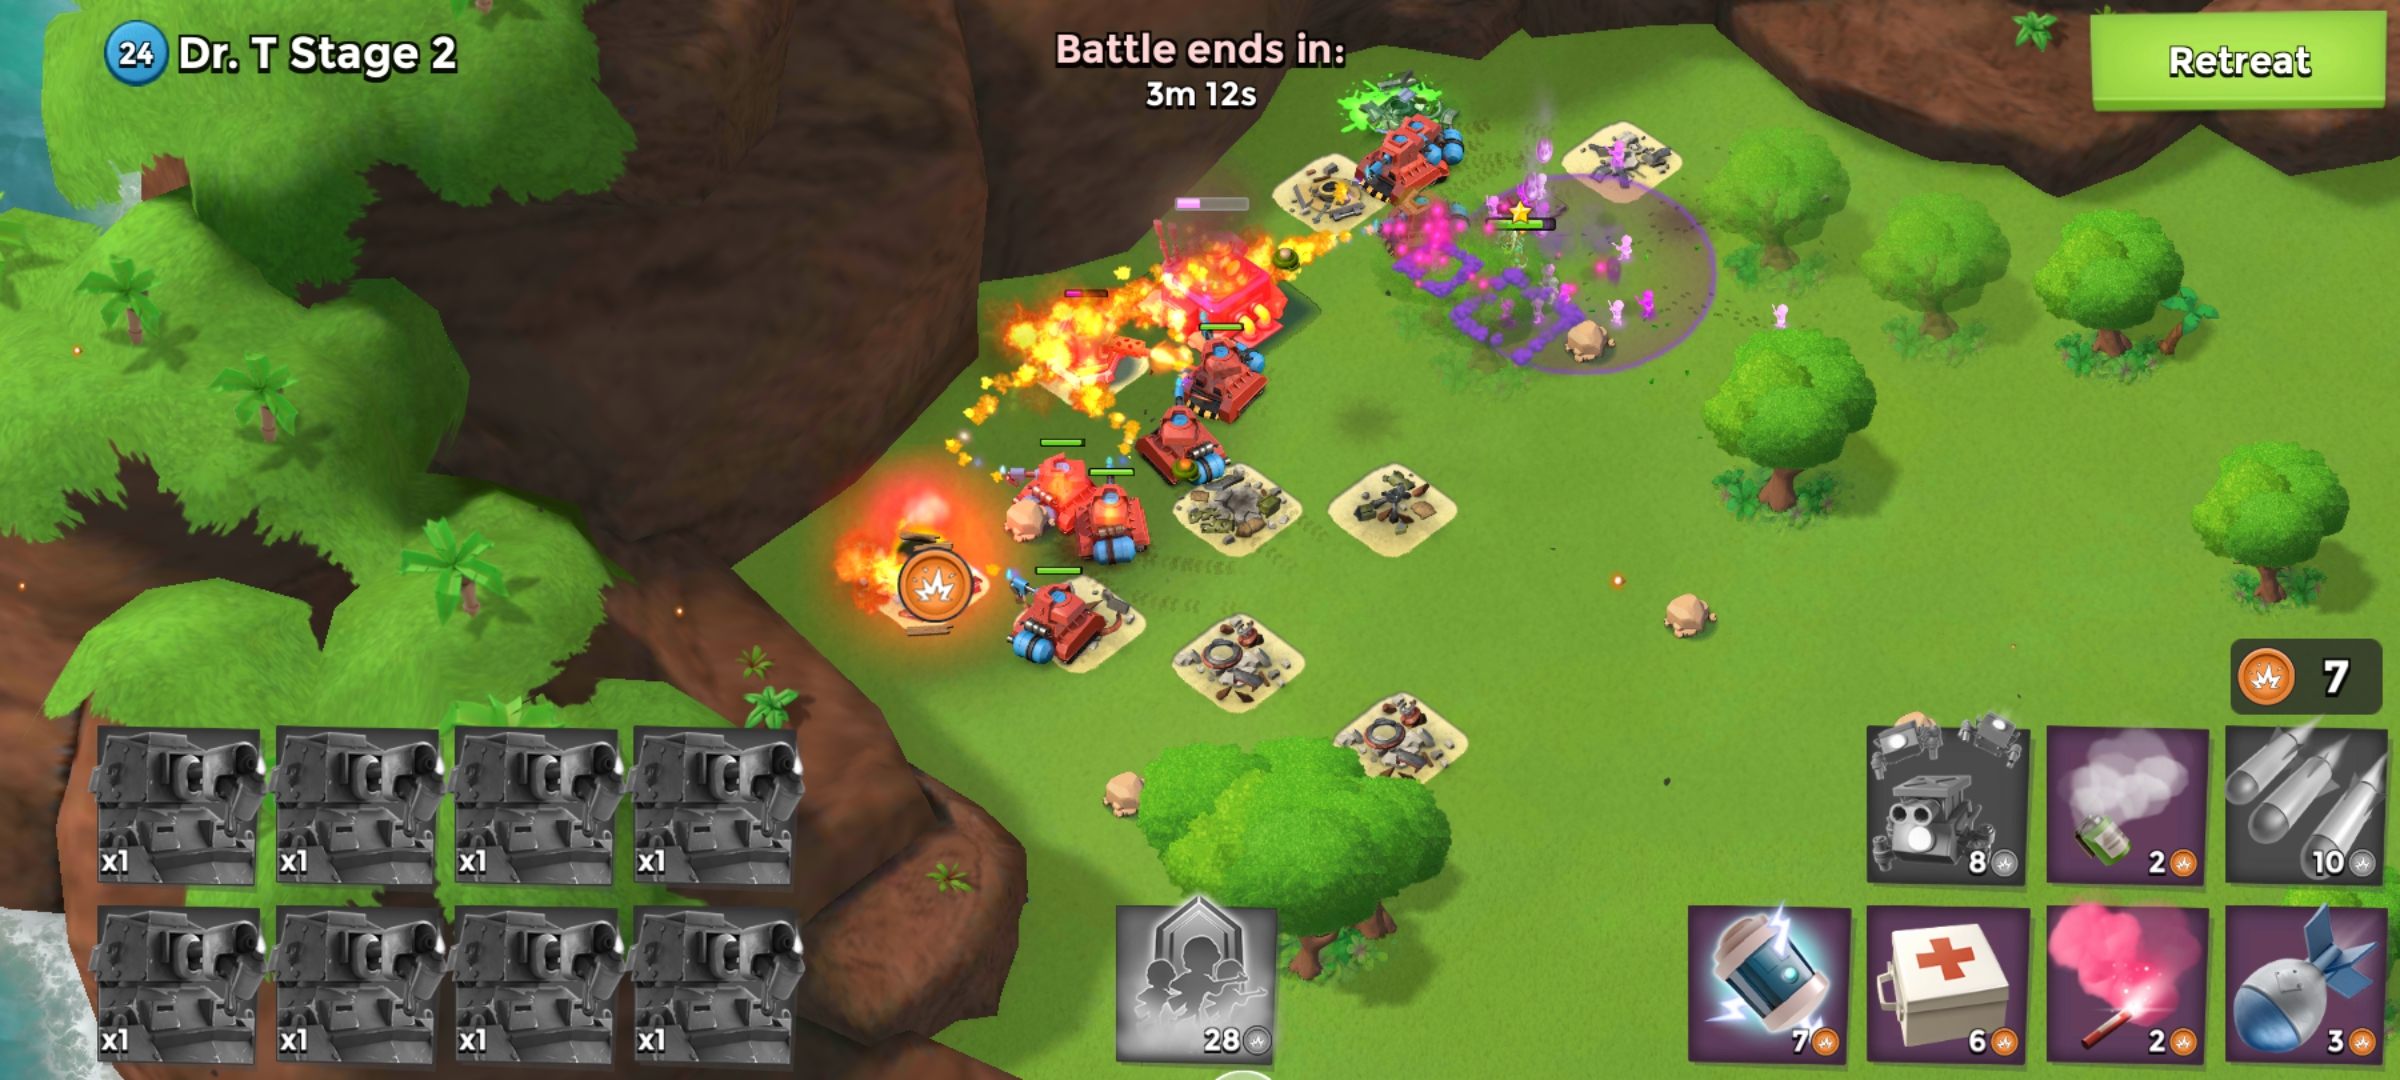 24 Dr. T Stage 2
Battle ends in:
3m 12s
Retreat
7
8
2
10
x1
x1
x1
x1
x1
x1
x1
x1
28
7
6
2
3